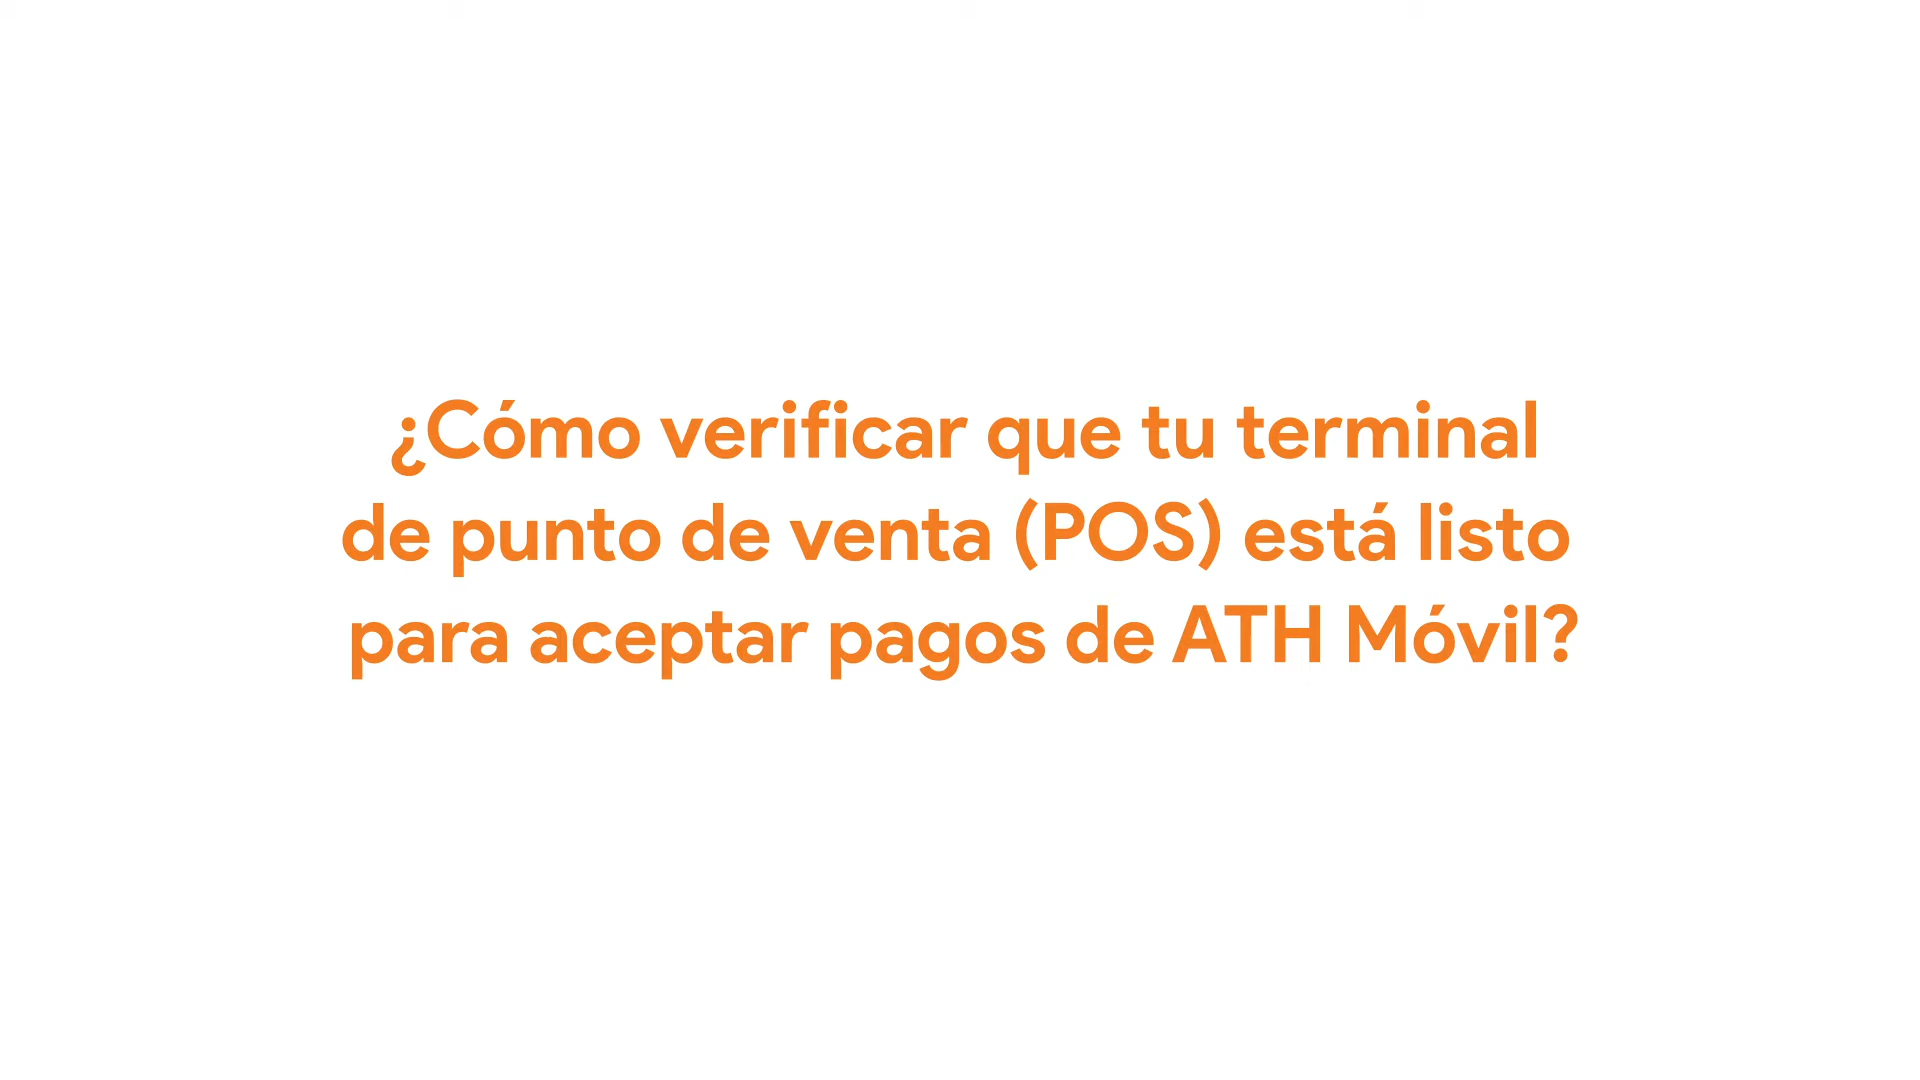 ¿Cómo verificar que tu terminal
de punto de venta (POS) está listo
para aceptar pagos de ATH Móvil?